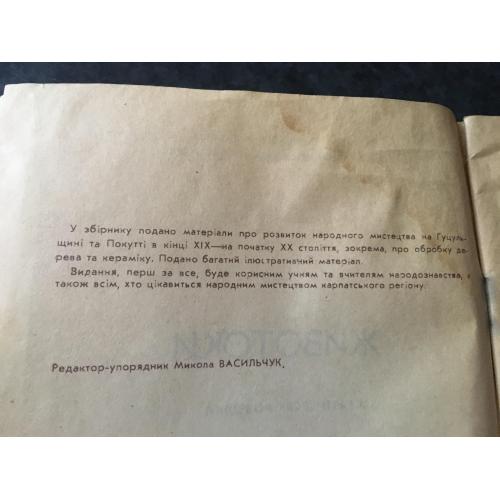 У збірнику подано матеріали про розвиток народного мистецтва на Гуцуль-
щині та Покутті в кінці XIX—на початку XX століття, зокрема, про обробку де-
рева та кераміку. Подано багатий ілюстративний матеріал.
Видання, перш за все, буде корисним учням та вчителям народознавства, а
також всім, хто цікавиться народним мистецтвом карпатського регіону.
ЖИВОТОКИ
Редактор-упорядник Микола ВАСИЛЬЧУК.